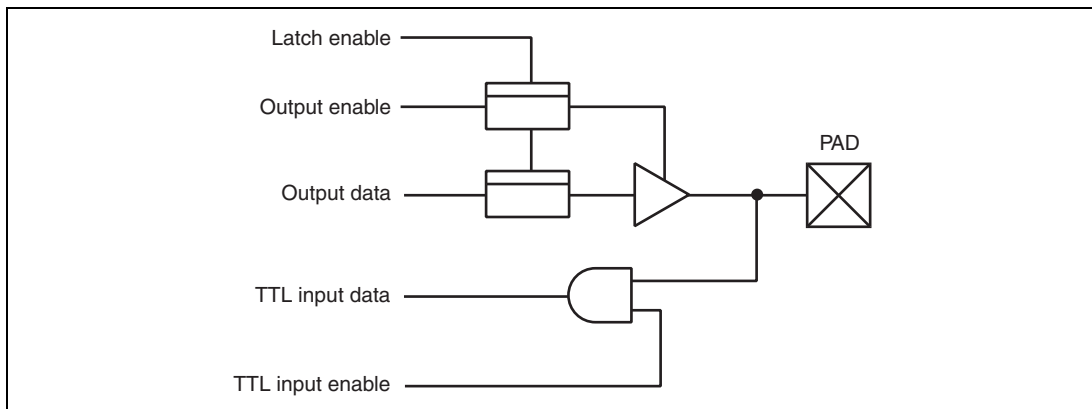 Latch enable
Output enable
PAD
Output data
TTL input data
TTL input enable